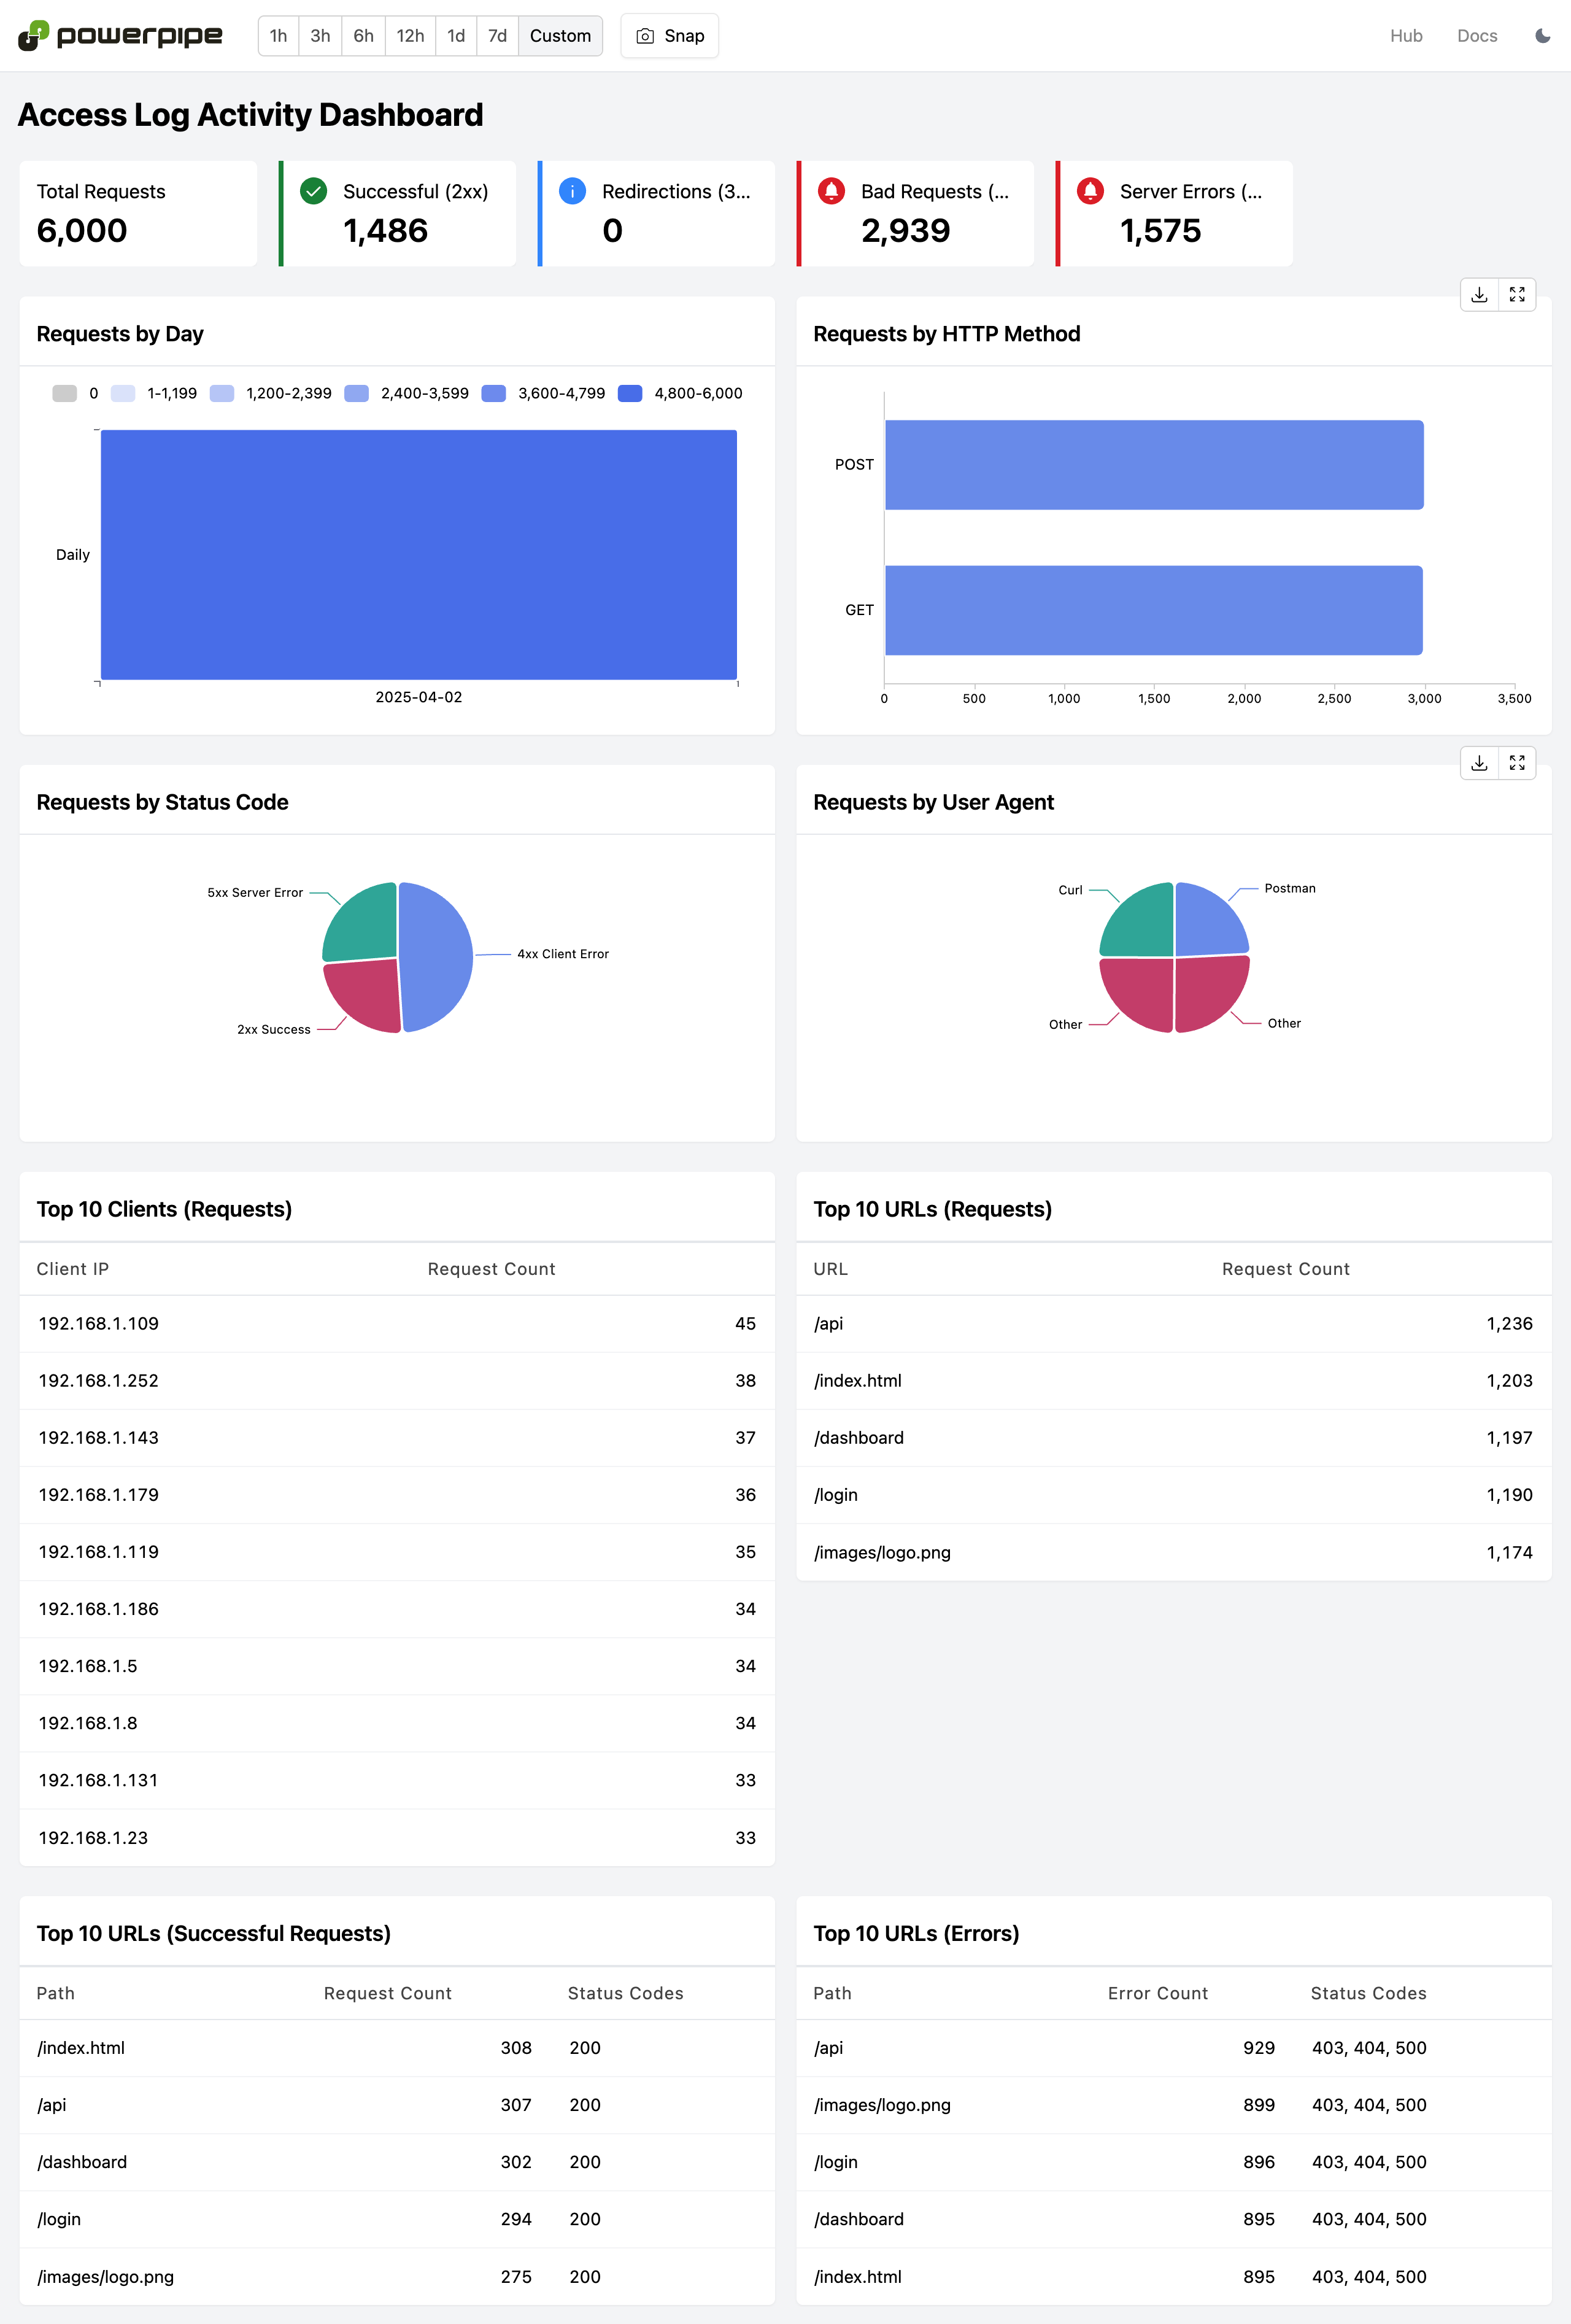 powerpipe 1h 3h 6h 12h 1d 7d Custom Snap Hub Docs
Access Log Activity Dashboard
Total Requests
6,000
Successful (2xx)
1,486
Redirections (3...
0
Bad Requests (...
2,939
Server Errors (...
1,575
Requests by Day
0 1-1,199 1,200-2,399 2,400-3,599 3,600-4,799 4,800-6,000
Daily
2025-04-02
Requests by HTTP Method
POST
GET
0 500 1,000 1,500 2,000 2,500 3,000 3,500
Requests by Status Code
5xx Server Error
4xx Client Error
2xx Success
Requests by User Agent
Curl
Postman
Other
Other
Top 10 Clients (Requests)
Client IP Request Count
192.168.1.109 45
192.168.1.252 38
192.168.1.143 37
192.168.1.179 36
192.168.1.119 35
192.168.1.186 34
192.168.1.5 34
192.168.1.8 34
192.168.1.131 33
192.168.1.23 33
Top 10 URLs (Requests)
URL Request Count
/api 1,236
/index.html 1,203
/dashboard 1,197
/login 1,190
/images/logo.png 1,174
Top 10 URLs (Successful Requests)
Path Request Count Status Codes
/index.html 308 200
/api 307 200
/dashboard 302 200
/login 294 200
/images/logo.png 275 200
Top 10 URLs (Errors)
Path Error Count Status Codes
/api 929 403, 404, 500
/images/logo.png 899 403, 404, 500
/login 896 403, 404, 500
/dashboard 895 403, 404, 500
/index.html 895 403, 404, 500